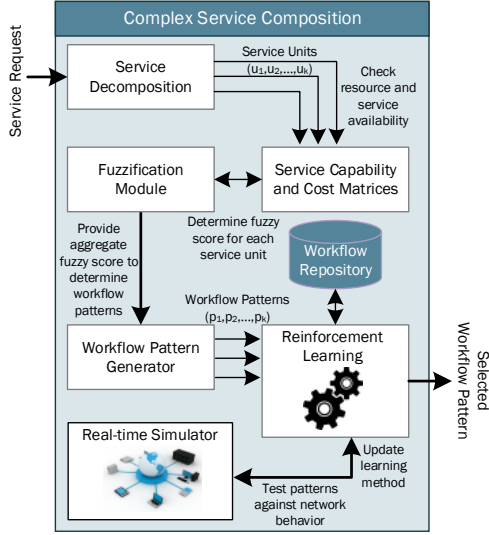 Complex Service Composition
Service Request
Service
Decomposition
Service Units
(u1,u2,...,uk)
Check
resource and
service
availability
Fuzzification
Module
Service Capability
and Cost Matrices
Determine fuzzy
score for each
service unit
Provide
aggregate
fuzzy score to
determine
workflow
patterns
Workflow
Repository
Workflow Patterns
(p1,p2,...,pk)
Workflow Pattern
Generator
Reinforcement
Learning
Selected
Workflow Pattern
Real-time Simulator
Update
learning
method
Test patterns
against network
behavior